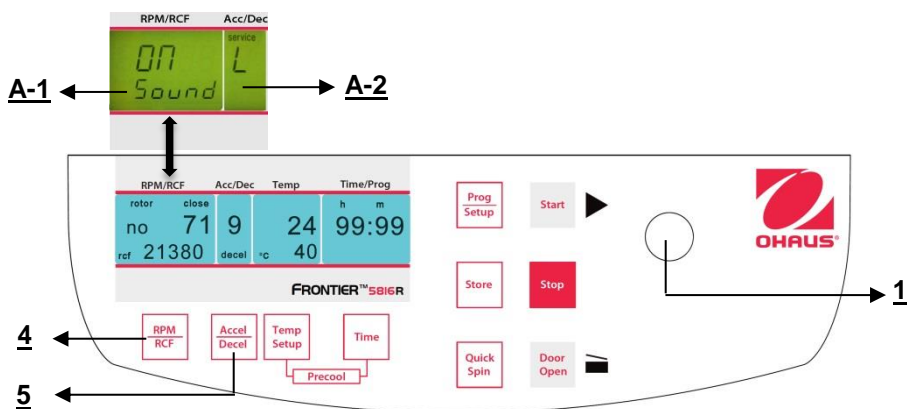 RPM/RCF Acc/Dec
service
ON L
Sound
A-1 A-2
RPM/RCF Acc/Dec Temp Time/Prog
rotor close h m
no 71 9 24 99:99
rcf 21380 decel °C 40
FRONTIER™5816R
RPM
RCF
Accel
Decel
Temp
Setup
Time
Precool
Prog
Setup
Start
Store
Stop
Quick
Spin
Door
Open
OHAUS®
1
4
5